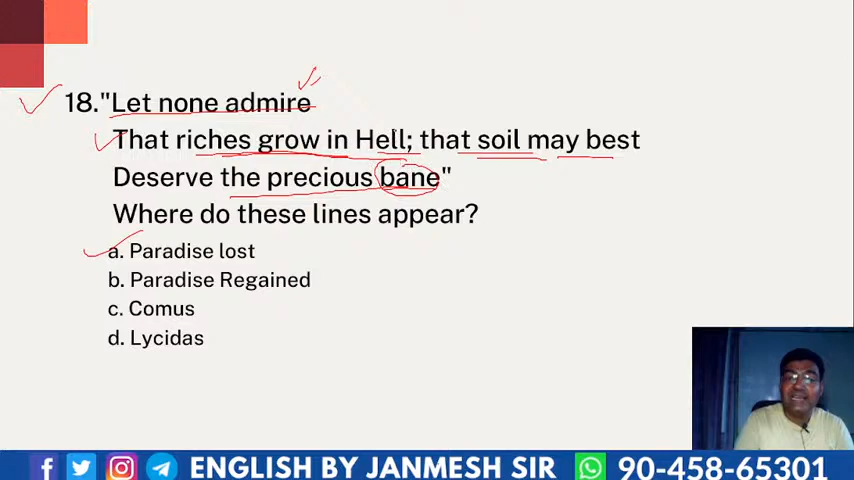 18."Let none admire
That riches grow in Hell; that soil may best
Deserve the precious bane"
Where do these lines appear?
a. Paradise lost
b. Paradise Regained
c. Comus
d. Lycidas
ENGLISH BY JANMESH SIR 90-458-65301